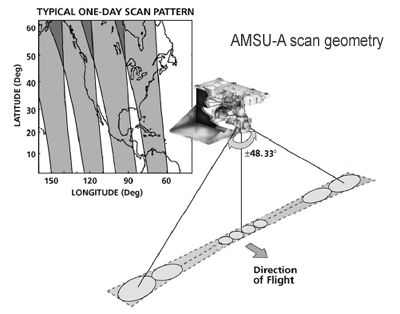 TYPICAL ONE-DAY SCAN PATTERN
AMSU-A scan geometry
LATITUDE (Deg)
60
50
40
30
20
10
150
120
90
60
LONGITUDE (Deg)
±48.33°
Direction
of Flight